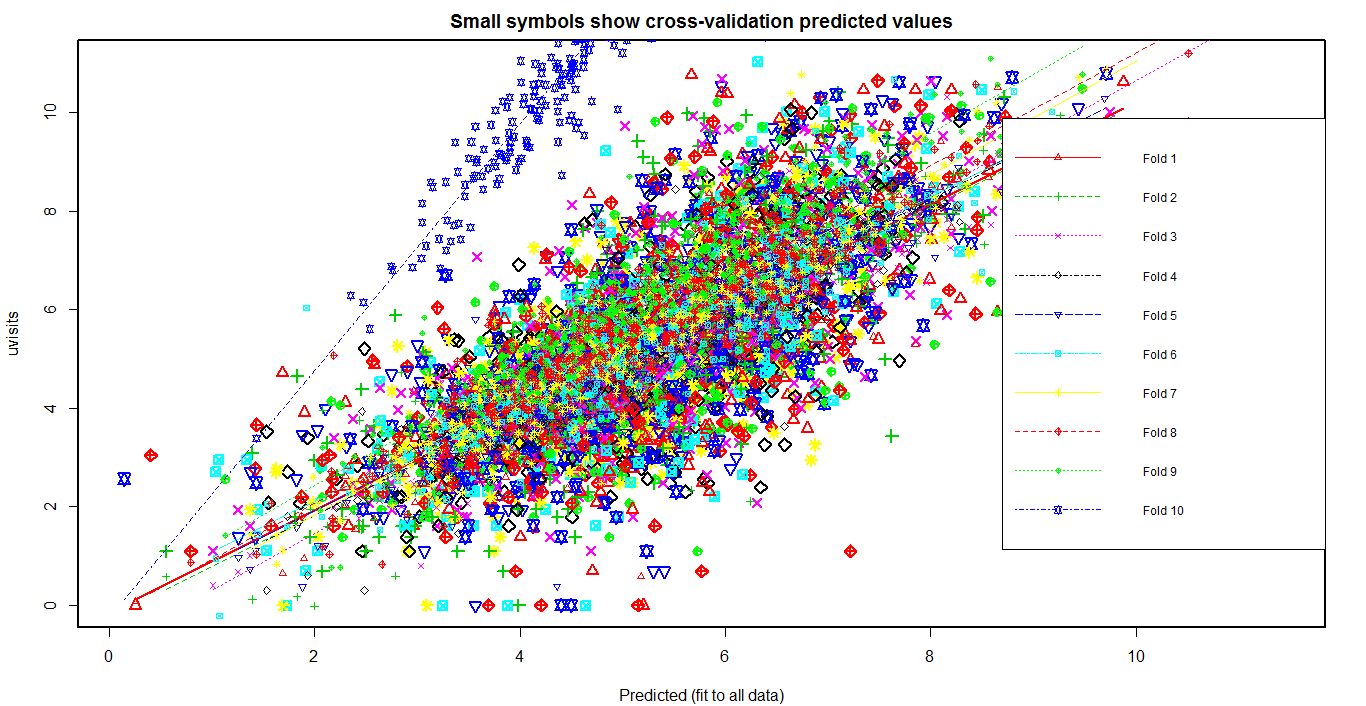 Small symbols show cross-validation predicted values
uvisits
10
8
6
4
2
0
Fold 1
Fold 2
Fold 3
Fold 4
Fold 5
Fold 6
Fold 7
Fold 8
Fold 9
Fold 10
0 2 4 6 8 10
Predicted (fit to all data)